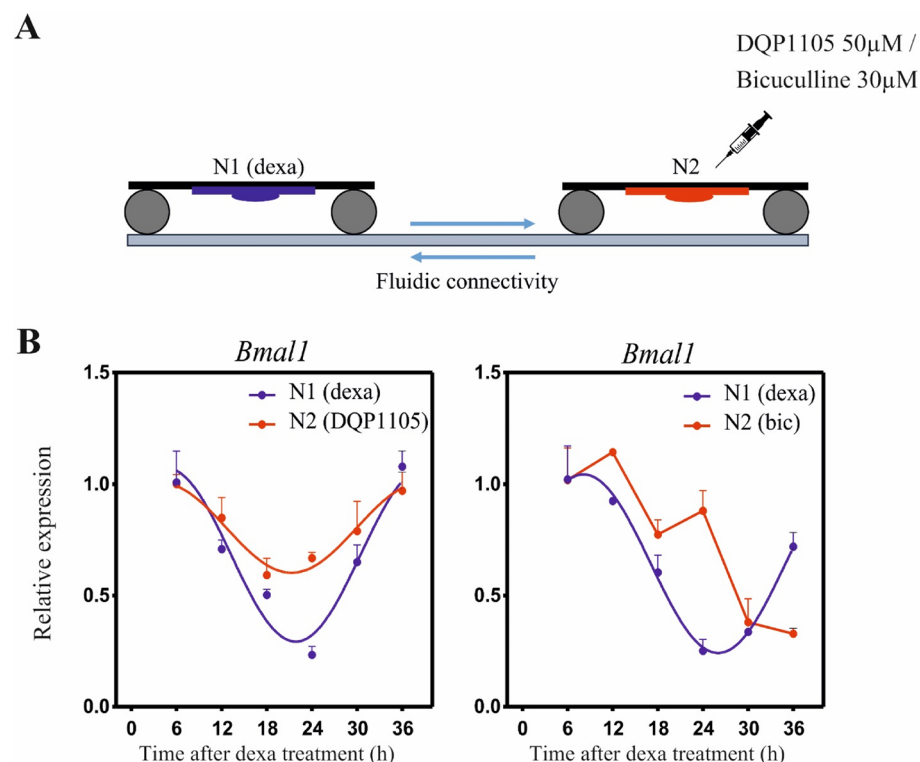 A
DQP1105 50µM /
Bicuculline 30µM
N1 (dexa)
N2
Fluidic connectivity
B
Bmal1
1.5
1.0
0.5
0.0
Relative expression
N1 (dexa)
N2 (DQP1105)
0 6 12 18 24 30 36
Time after dexa treatment (h)
Bmal1
1.5
1.0
0.5
0.0
N1 (dexa)
N2 (bic)
0 6 12 18 24 30 36
Time after dexa treatment (h)